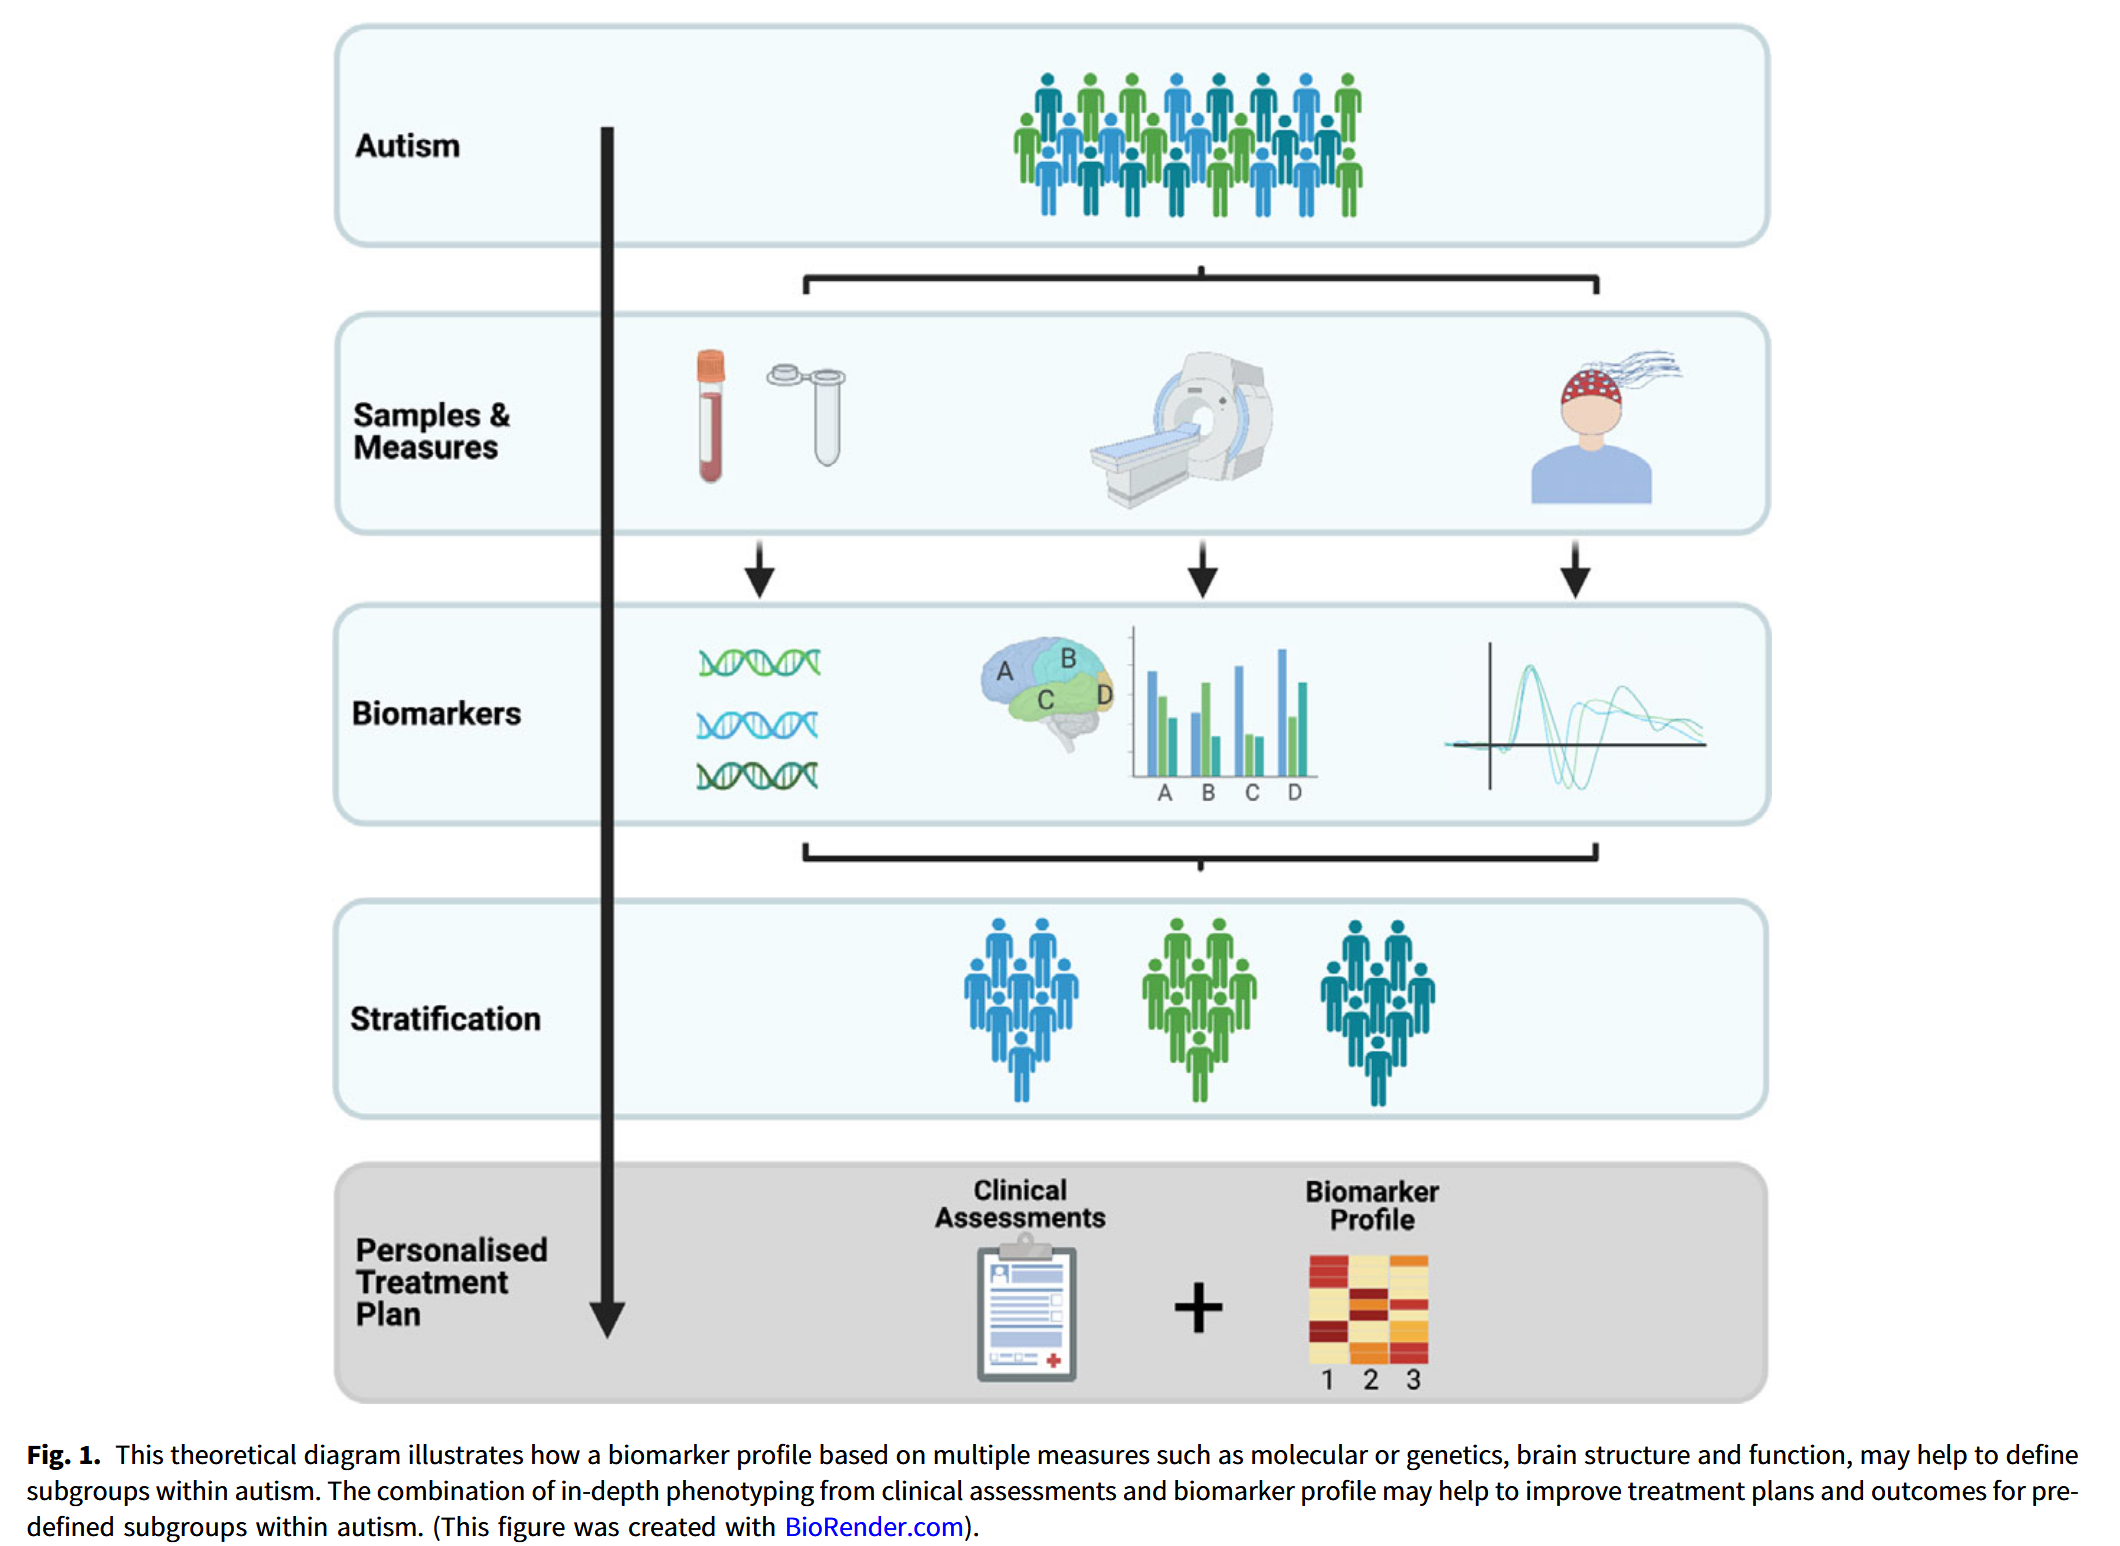 Autism
Samples &
Measures
A
B
C
D
A B C D
Biomarkers
Stratification
Clinical
Assessments
Biomarker
Profile
Personalised
Treatment
Plan
+
1 2 3
Fig. 1. This theoretical diagram illustrates how a biomarker profile based on multiple measures such as molecular or genetics, brain structure and function, may help to define
subgroups within autism. The combination of in-depth phenotyping from clinical assessments and biomarker profile may help to improve treatment plans and outcomes for pre-
defined subgroups within autism. (This figure was created with BioRender.com).